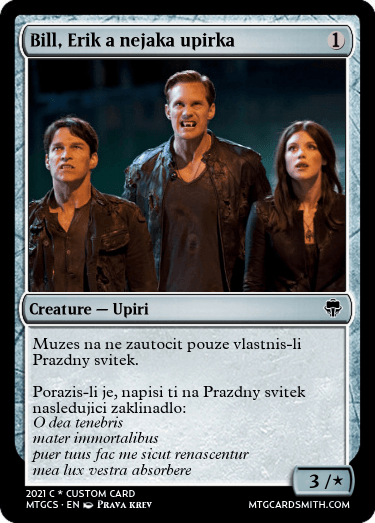 Bill, Erik a nejaka upirka 1
Creature — Upiri
Muzes na ne zautocit pouze vlastnis-li
Prazdny svitek.
Porazis-li je, napisi ti na Prazdny svitek
nasledujici zaklinadlo:
O dea tenebris
mater immortalibus
puer tuus fac me sicut renascentur
mea lux vestra absorbere
3/★
2021 C * CUSTOM CARD
MTGCS · EN PRAVA KREV
MTGCARDSMITH.COM